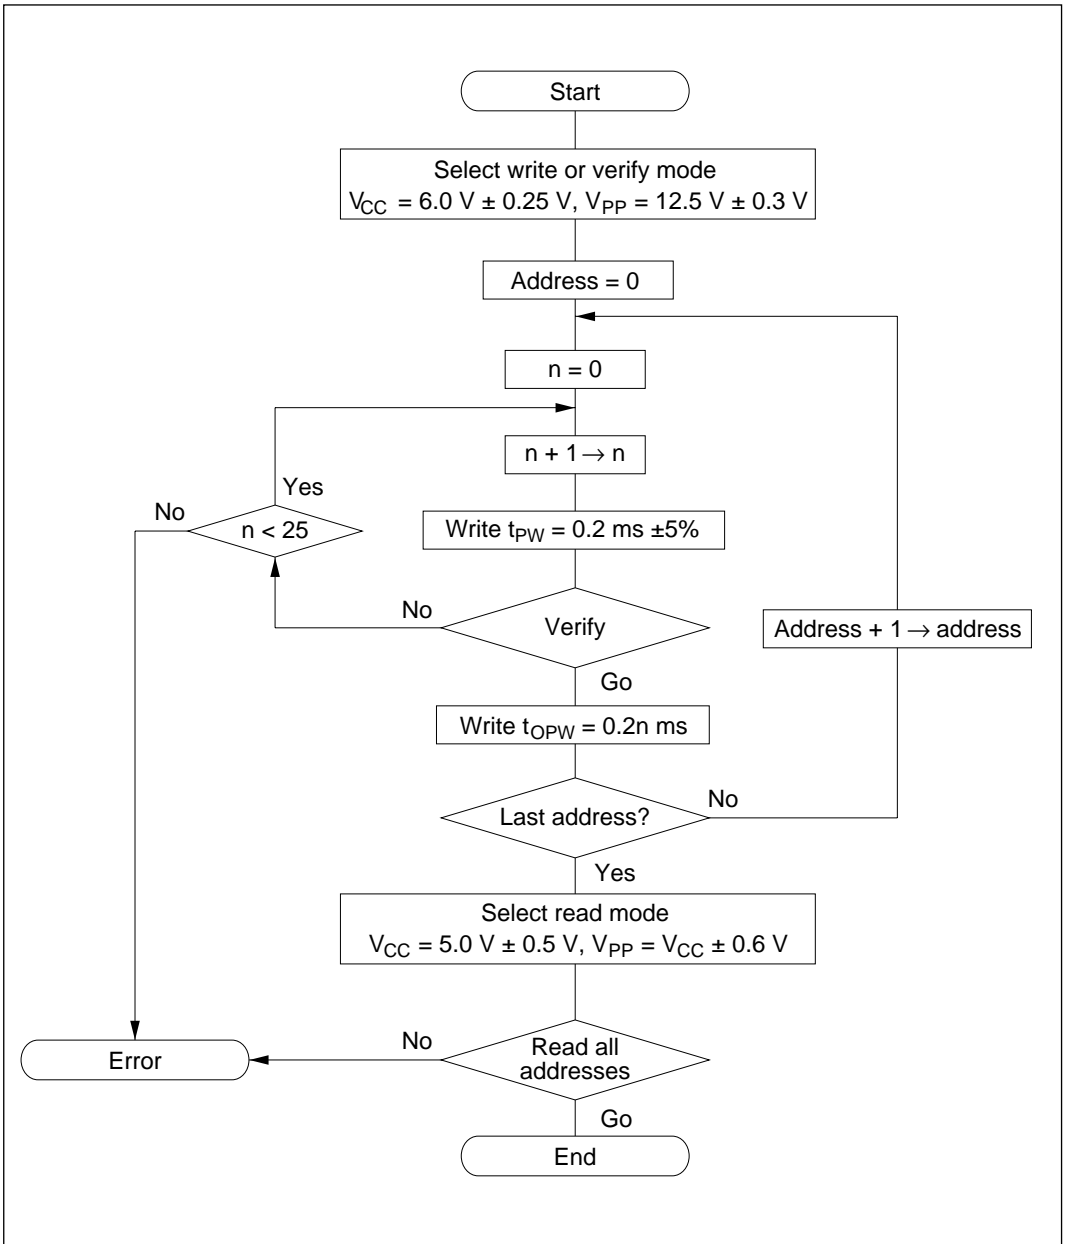 Start
Select write or verify mode
VCC = 6.0 V ± 0.25 V, VPP = 12.5 V ± 0.3 V
Address = 0
n = 0
n + 1 → n
Yes
No
n < 25
Write tPW = 0.2 ms ±5%
No
Verify
Address + 1 → address
Go
Write tOPW = 0.2n ms
Last address?
No
Yes
Select read mode
VCC = 5.0 V ± 0.5 V, VPP = VCC ± 0.6 V
Error
No
Read all
addresses
Go
End